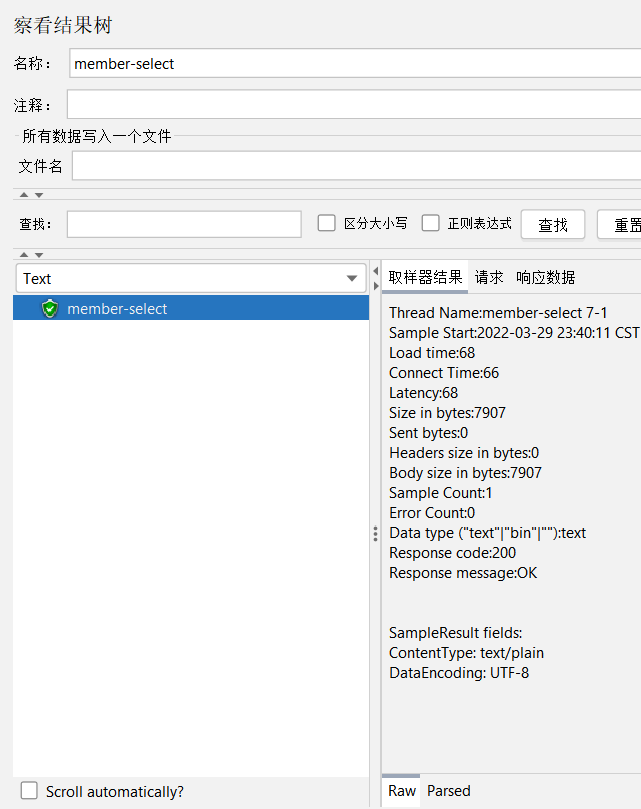 察看结果树
名称： member-select
注释：
所有数据写入一个文件
文件名
查找： 区分大小写 正则表达式 查找 重置
Text
member-select
取样器结果 请求 响应数据
Thread Name:member-select 7-1
Sample Start:2022-03-29 23:40:11 CST
Load time:68
Connect Time:66
Latency:68
Size in bytes:7907
Sent bytes:0
Headers size in bytes:0
Body size in bytes:7907
Sample Count:1
Error Count:0
Data type ("text"|"bin"|""):text
Response code:200
Response message:OK
SampleResult fields:
ContentType: text/plain
DataEncoding: UTF-8
Scroll automatically?
Raw Parsed